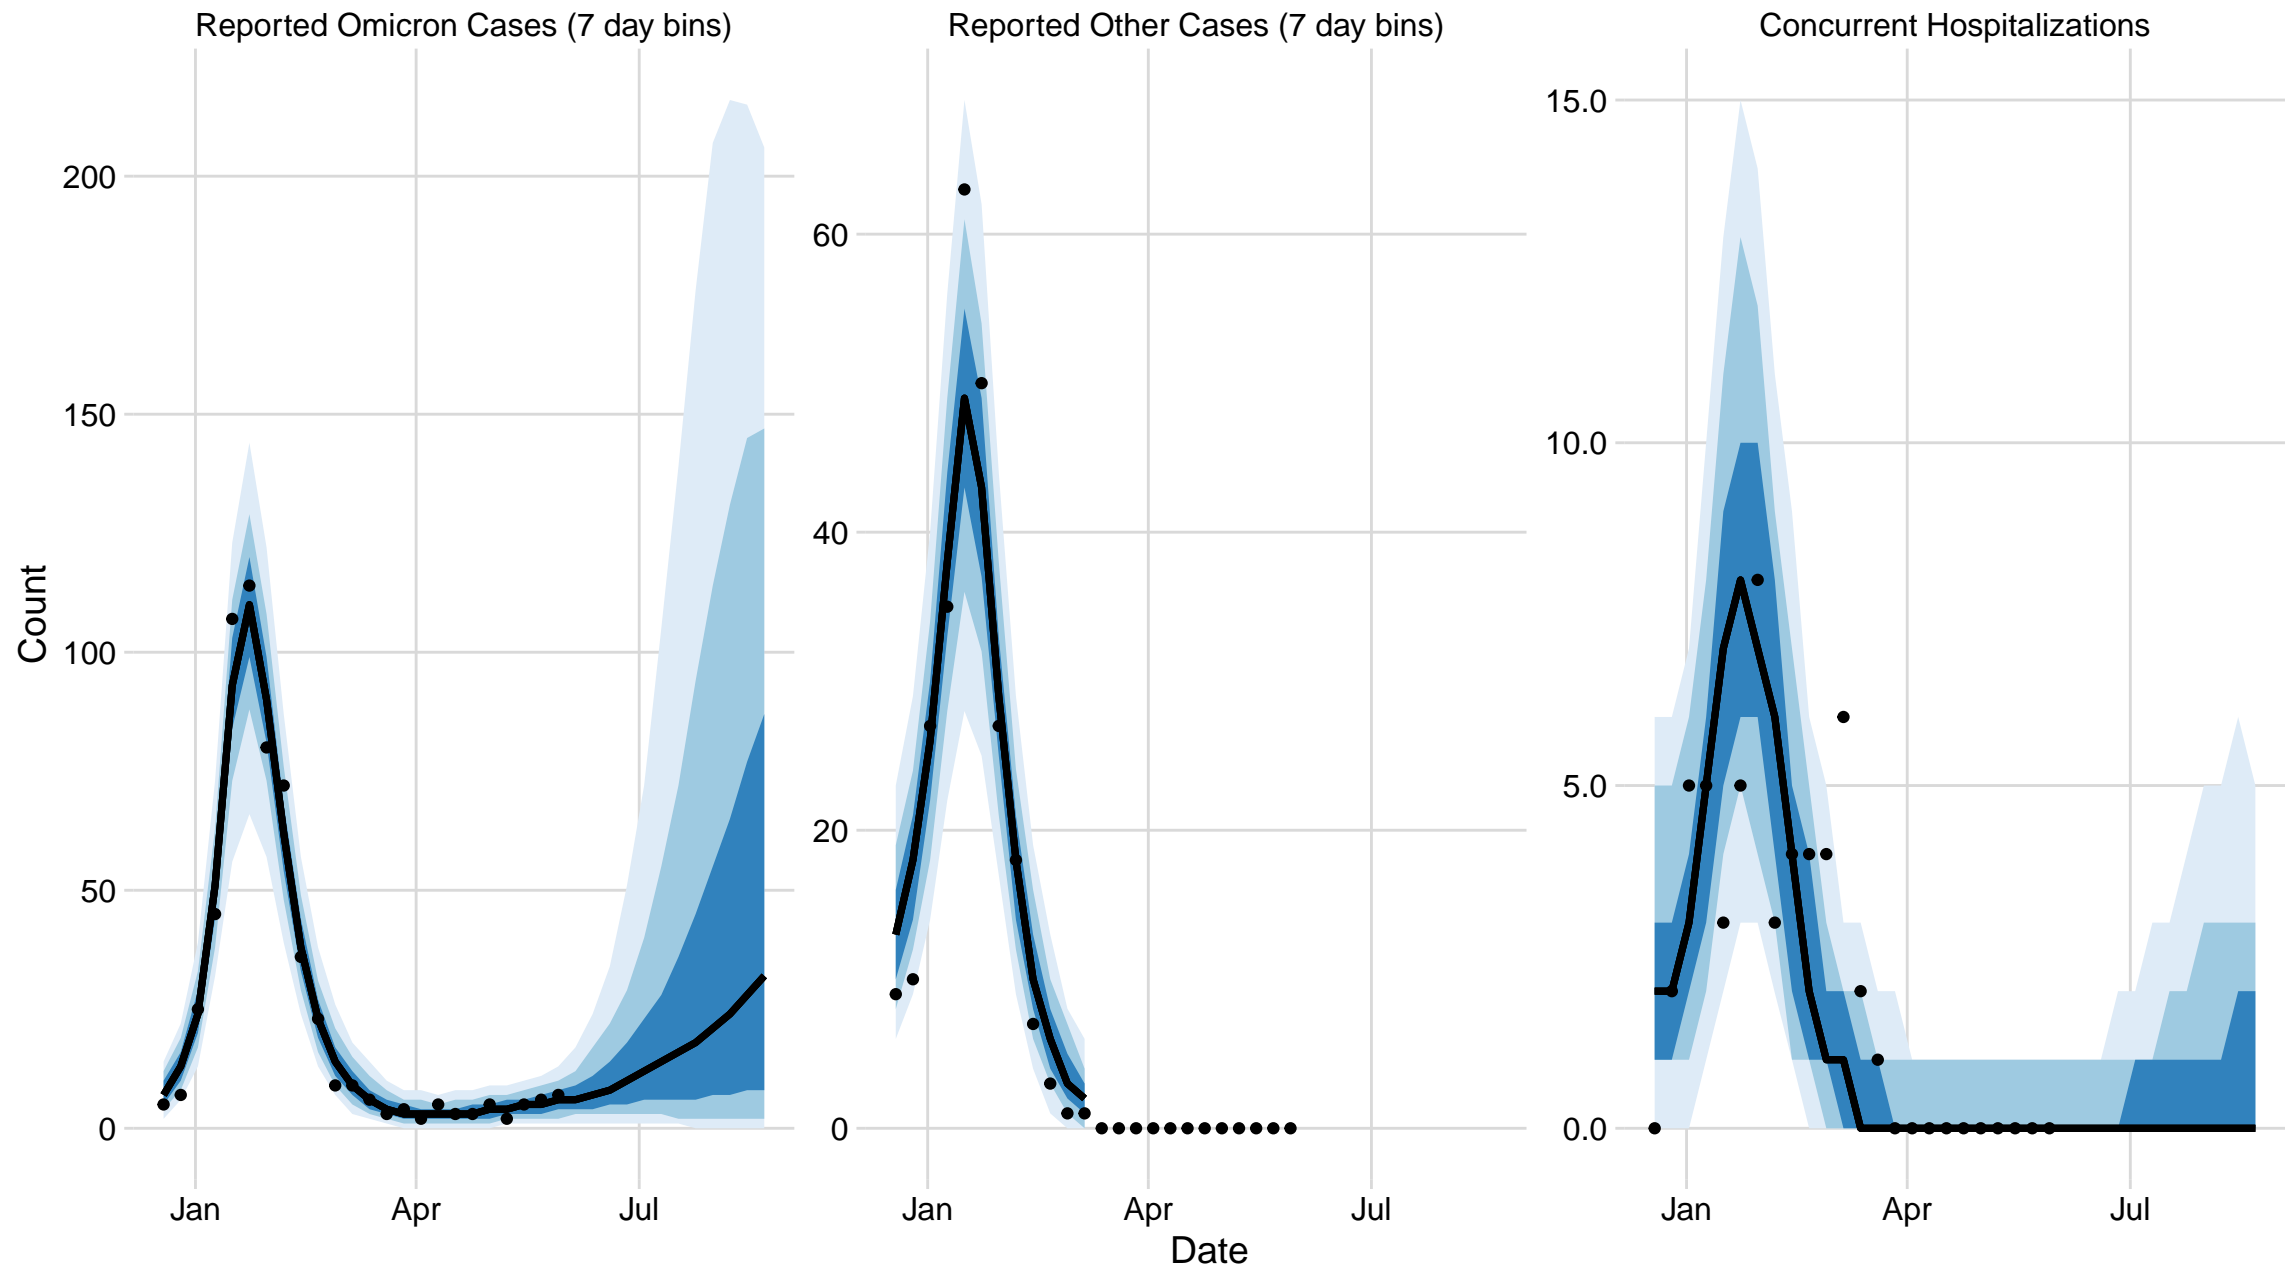 Reported Omicron Cases (7 day bins)
Reported Other Cases (7 day bins)
Concurrent Hospitalizations
Count
200
150
100
50
0
60
40
20
0
15.0
10.0
5.0
0.0
Jan Apr Jul
Jan Apr Jul
Jan Apr Jul
Date